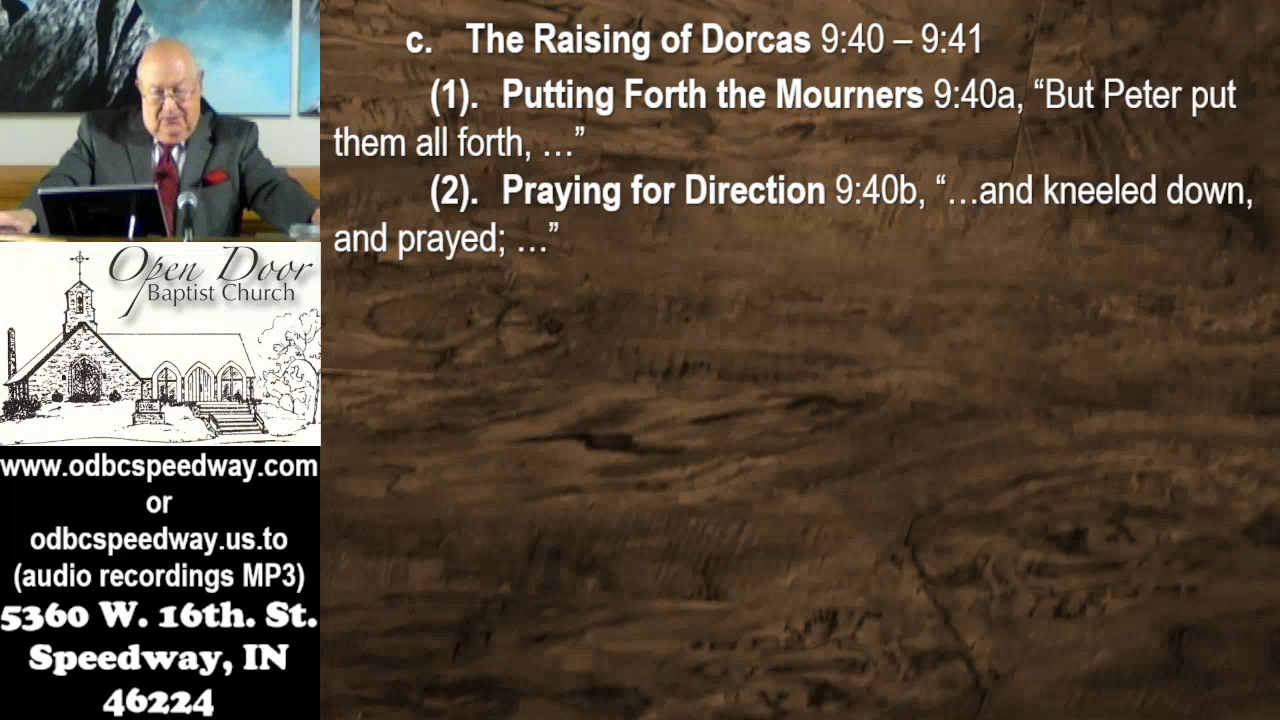 c. The Raising of Dorcas 9:40 – 9:41
(1). Putting Forth the Mourners 9:40a, “But Peter put
them all forth, …”
(2). Praying for Direction 9:40b, “…and kneeled down,
and prayed; …”
Open Door
Baptist Church
www.odbcspeedway.com
or
odbcspeedway.us.to
(audio recordings MP3)
5360 W. 16th. St.
Speedway, IN
46224